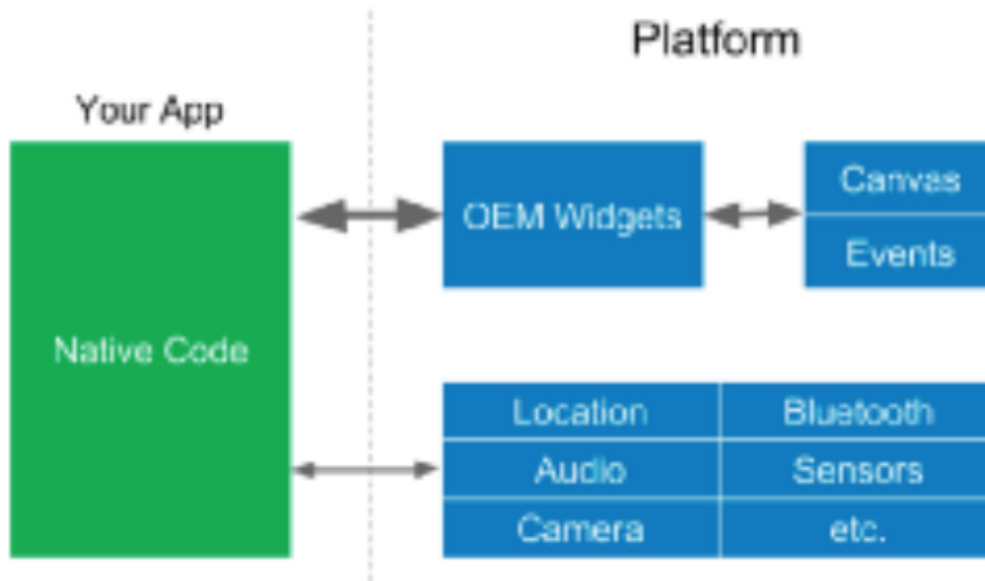 Platform
Your App
Native Code
OEM Widgets
Canvas
Events
Location
Bluetooth
Audio
Sensors
Camera
etc.